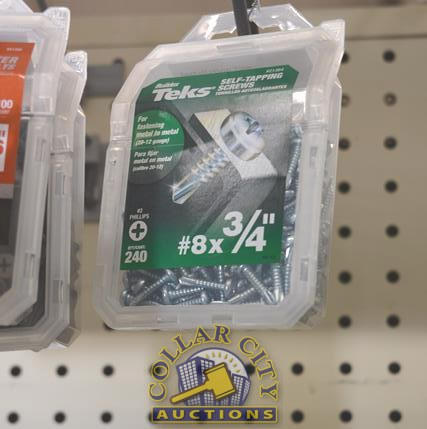 Teks®
SELF-TAPPING
SCREWS
TORNILLOS AUTORROSCANTES
For
fastening
metal to metal
(20-12 gauge)
Para fijar
metal en metal
(calibre 20-12)
#2
PHILLIPS
240
#8 x 3/4"
COLLAR CITY
AUCTIONS